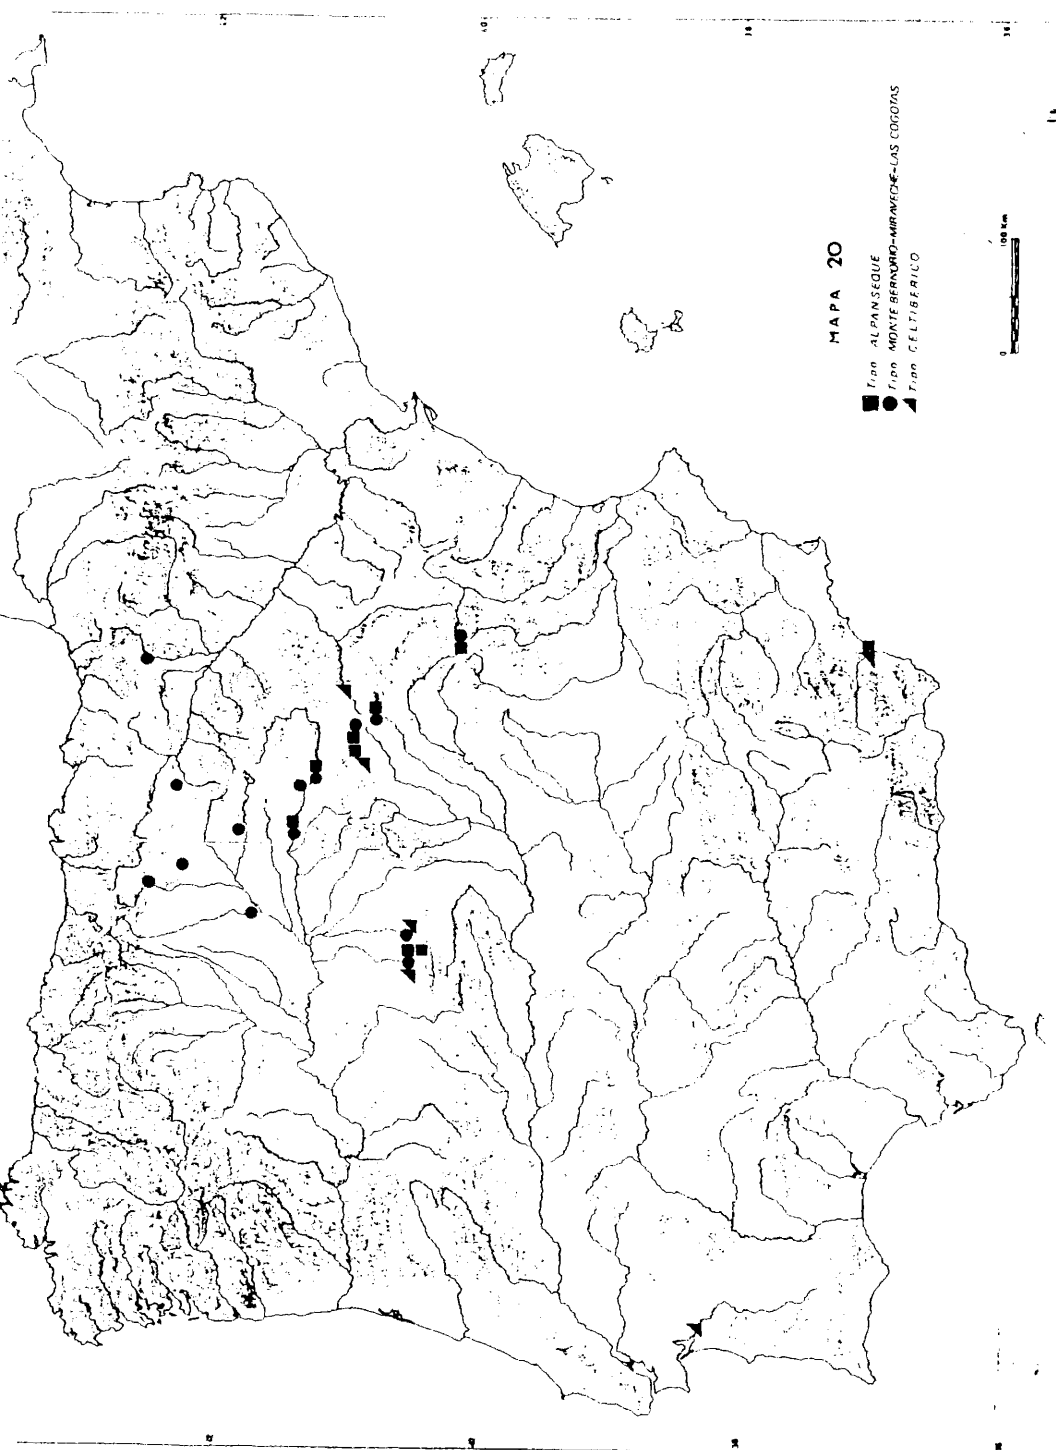 MAPA 20
Tipo ALPANSEQUE
Tipo MONTE BERNORIO-MIRAVECHE-LAS COGOTAS
Tipo CELTIBERICO
0 100 Km